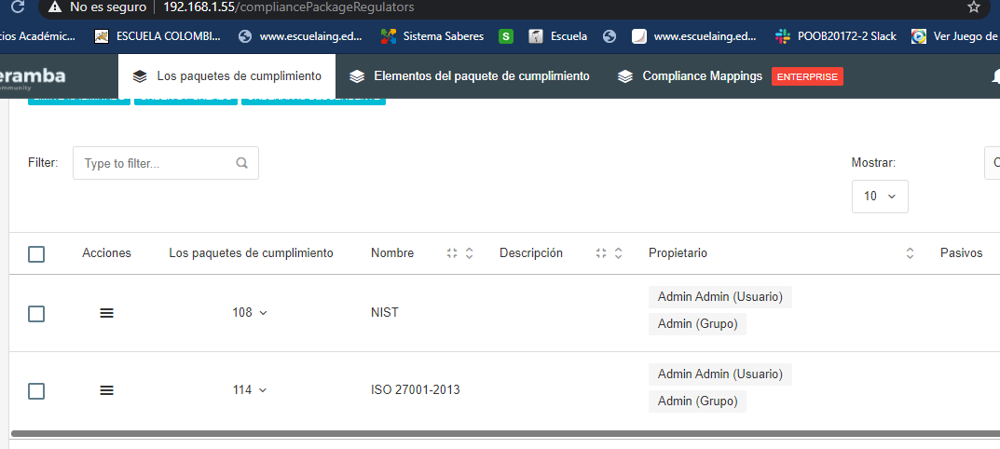 No es seguro | 192.168.1.55/compliancePackageRegulators
cios Académic... ESCUELA COLOMBI... www.escuelaing.ed... Sistema Saberes S Escuela www.escuelaing.ed... POOB20172-2 Slack Ver Juego de
eramba
community
Los paquetes de cumplimiento Elementos del paquete de cumplimiento Compliance Mappings ENTERPRISE
Filter: Type to filter... Mostrar:
10
Acciones Los paquetes de cumplimiento Nombre Descripción Propietario Pasivos
108 NIST Admin Admin (Usuario)
Admin (Grupo)
114 ISO 27001-2013 Admin Admin (Usuario)
Admin (Grupo)